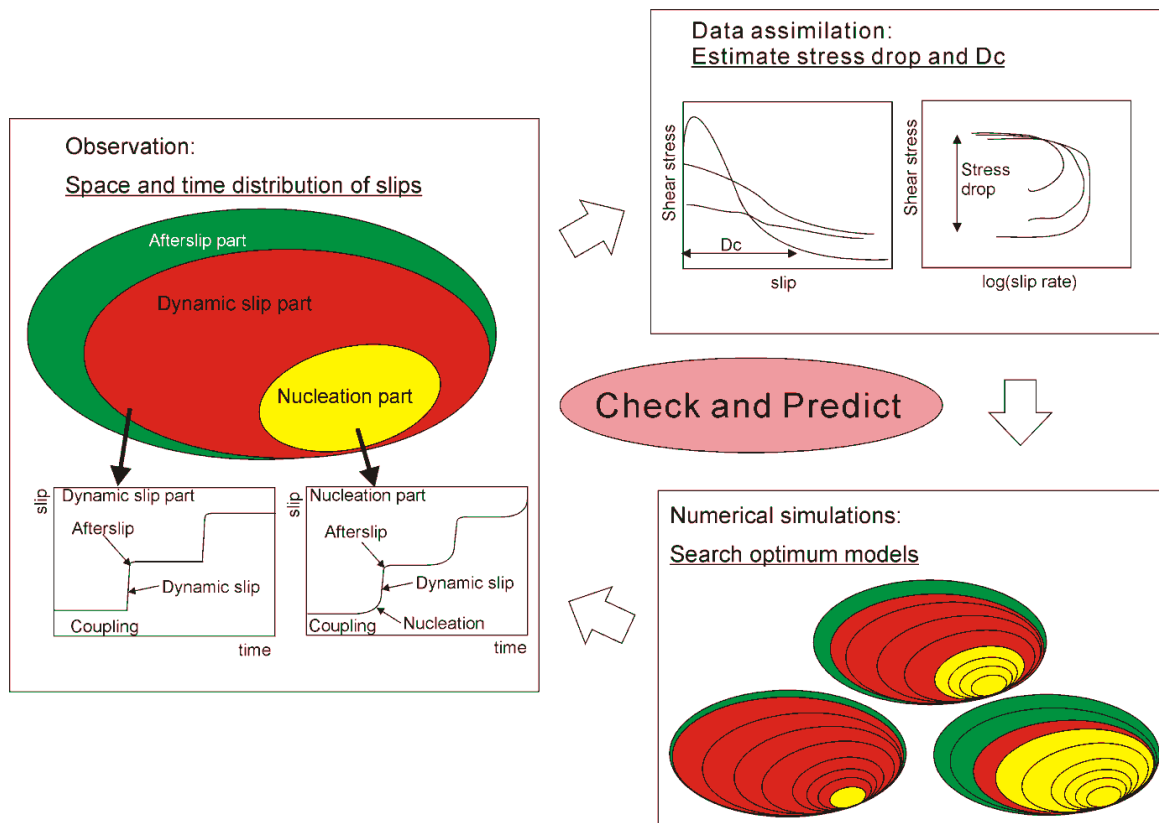 Observation:
Space and time distribution of slips
Afterslip part
Dynamic slip part
Nucleation part
slip
Dynamic slip part
Afterslip
Dynamic slip
Coupling
time
slip
Nucleation part
Afterslip
Dynamic slip
Nucleation
Coupling
time
Data assimilation:
Estimate stress drop and Dc
Shear stress
Dc
slip
Shear stress
Stress
drop
log(slip rate)
Check and Predict
Numerical simulations:
Search optimum models